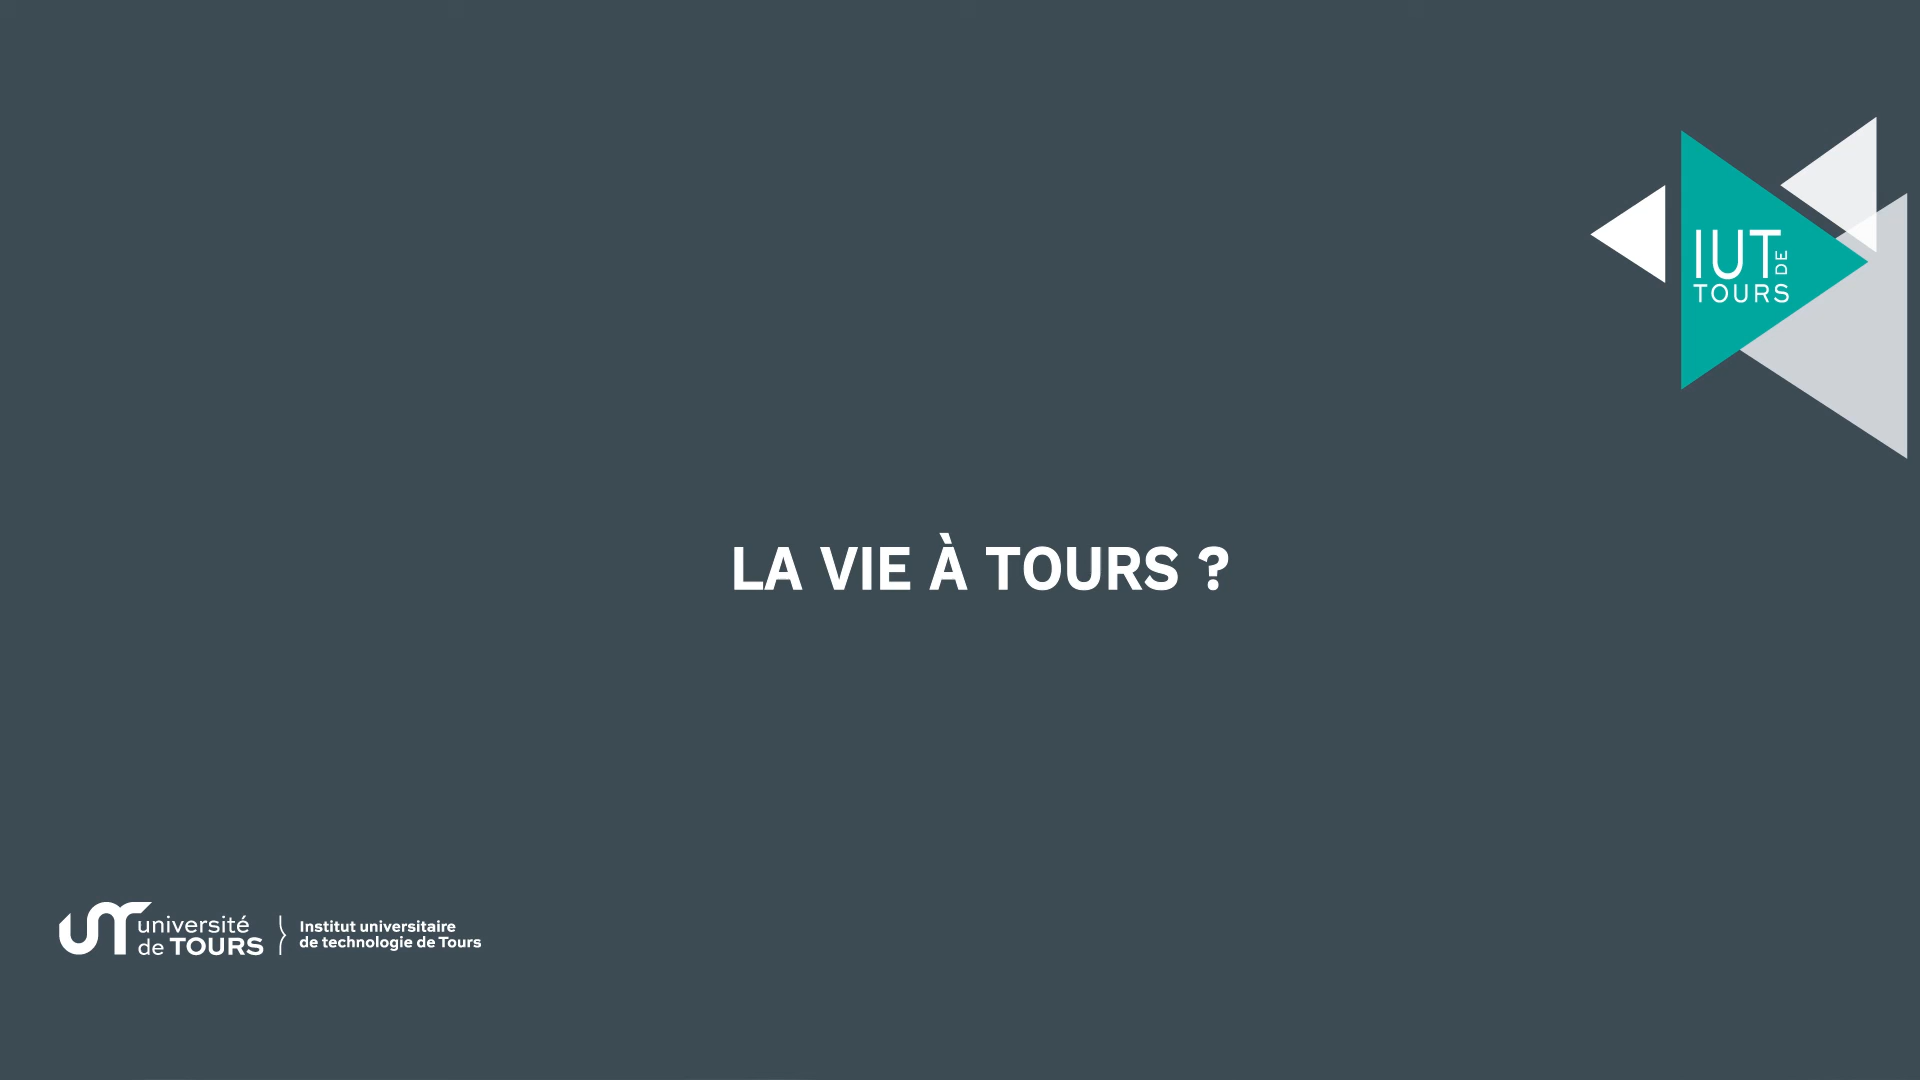 IUT DE
TOURS
LA VIE À TOURS ?
université
de TOURS
Institut universitaire
de technologie de Tours